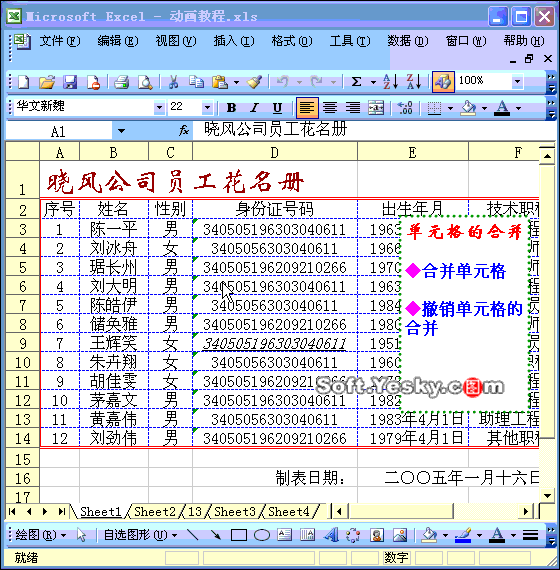 Microsoft Excel - 动画教程.xls
文件(F) 编辑(E) 视图(V) 插入(I) 格式(O) 工具(T) 数据(D) 窗口(W) 帮助(H)
Σ 100%
华文新魏 22 B I U A
A1 fx 晓风公司员工花名册
A B C D E F
1 晓风公司员工花名册
2 序号 姓名 性别 身份证号码 出生年月 技术职称
3 1 陈一平 男 340505196303040611 1963
4 2 刘冰舟 女 3405056303040611 1966
5 3 琚长州 男 340505196209210266 1970
6 4 刘大明 男 340505196303040611 1963
7 5 陈皓伊 男 3405056303040611 1984
8 6 储奂雅 男 340505196209210266 1980
9 7 王辉笑 女 340505196303040611 1951
10 8 朱卉翔 女 3405056303040611 1960
11 9 胡佳雯 女 340505196209210266 1961
12 10 茅嘉文 男 340505196303040611 1982
13 11 黄嘉伟 男 3405056303040611 1983年4月1日 助理工程
14 12 刘劲伟 男 340505196209210266 1979年4月1日 其他职称
15
16 制表日期： 二〇〇五年一月十六日
17
单元格的合并
◆合并单元格
◆撤销单元格的
合并
Soft.Yesky.com
Sheet1 Sheet2 13 Sheet3 Sheet4
绘图(R) 自选图形(U) A
就绪 数字